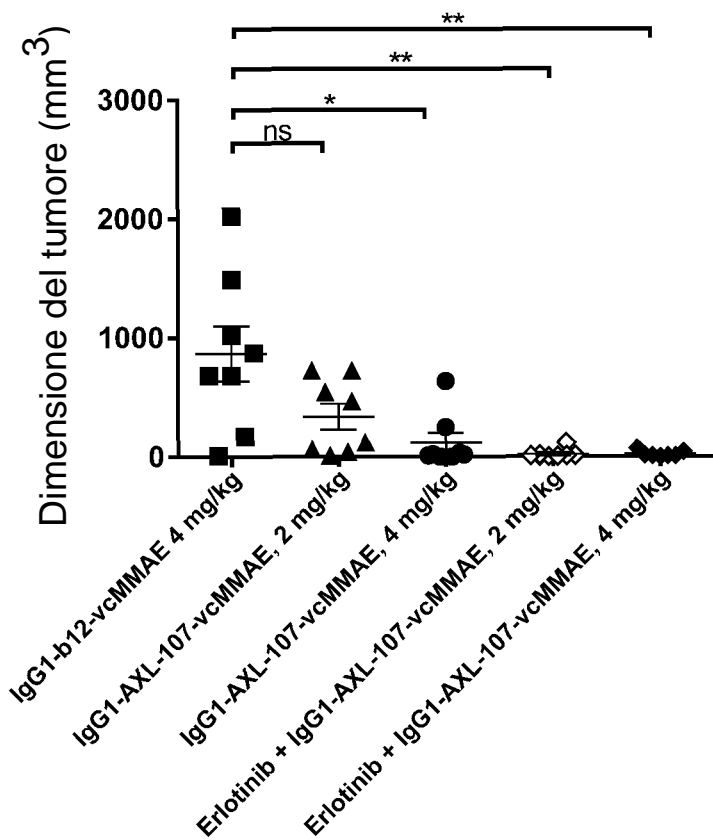 **
**
*
ns
Dimensione del tumore (mm3)
3000
2000
1000
0
IgG1-b12-vcMMAE 4 mg/kg
IgG1-AXL-107-vcMMAE, 2 mg/kg
IgG1-AXL-107-vcMMAE, 4 mg/kg
Erlotinib + IgG1-AXL-107-vcMMAE, 2 mg/kg
Erlotinib + IgG1-AXL-107-vcMMAE, 4 mg/kg